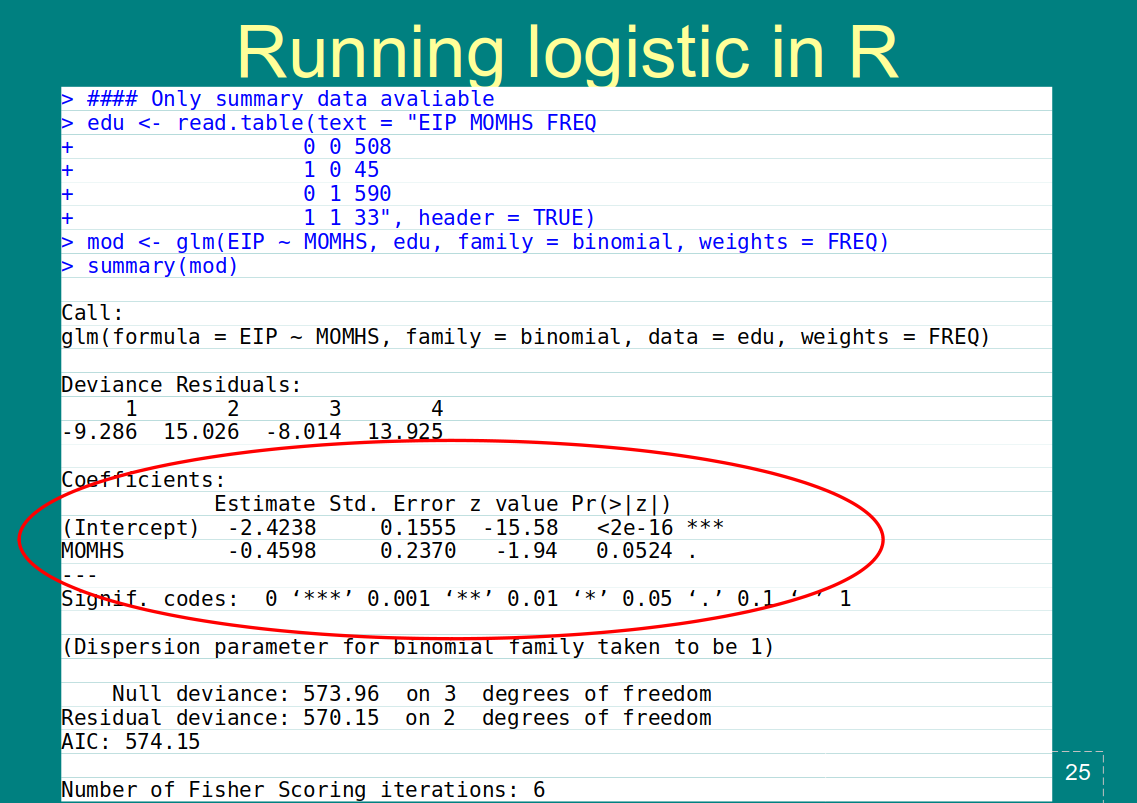 Running logistic in R
> #### Only summary data avaliable
> edu <- read.table(text = "EIP MOMHS FREQ
+                  0 0 508
+                  1 0 45
+                  0 1 590
+                  1 1 33", header = TRUE)
> mod <- glm(EIP ~ MOMHS, edu, family = binomial, weights = FREQ)
> summary(mod)
Call:
glm(formula = EIP ~ MOMHS, family = binomial, data = edu, weights = FREQ)
Deviance Residuals:
     1       2       3       4
-9.286  15.026  -8.014  13.925
Coefficients:
            Estimate Std. Error z value Pr(>|z|)
(Intercept)  -2.4238     0.1555  -15.58   <2e-16 ***
MOMHS        -0.4598     0.2370   -1.94   0.0524 .
---
Signif. codes:  0 ‘***’ 0.001 ‘**’ 0.01 ‘*’ 0.05 ‘.’ 0.1 ‘ ’ 1
(Dispersion parameter for binomial family taken to be 1)
    Null deviance: 573.96  on 3  degrees of freedom
Residual deviance: 570.15  on 2  degrees of freedom
AIC: 574.15
Number of Fisher Scoring iterations: 6
25